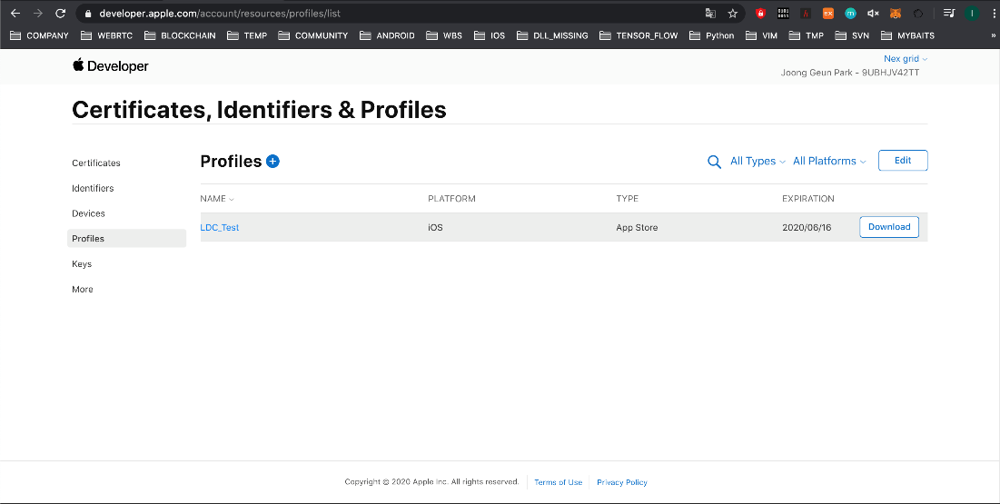 developer.apple.com/account/resources/profiles/list
COMPANY WEBRTC BLOCKCHAIN TEMP COMMUNITY ANDROID WBS IOS DLL_MISSING TENSOR_FLOW Python VIM TMP SVN MYBAITS »
Developer
Nex grid
Joong Geun Park - 9UBHJV42TT
Certificates, Identifiers & Profiles
Certificates
Identifiers
Devices
Profiles
Keys
More
Profiles
All Types All Platforms Edit
NAME PLATFORM TYPE EXPIRATION
LDC_Test iOS App Store 2020/06/16 Download
Copyright © 2020 Apple Inc. All rights reserved. Terms of Use Privacy Policy